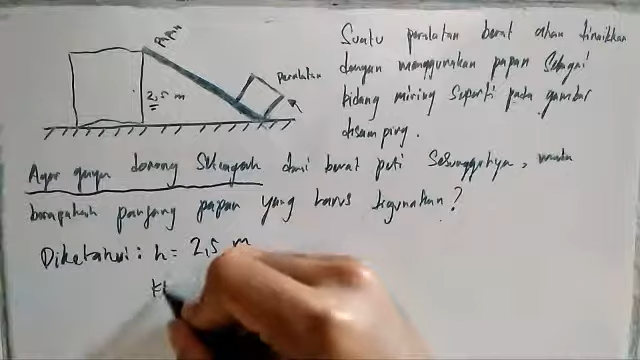 papan
peralatan
2,5 m
Suatu peralatan berat akan dinaikkan
dengan menggunakan papan sebagai
bidang miring seperti pada gambar
disamping.
Agar gaya dorong setengah dari berat peti sesungguhnya, maka
berapakah panjang papan yang harus digunakan?
Diketahui: h = 2,5 m